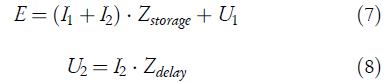 E = (I₁ + I₂) · Z_storage + U₁ (7)
U₂ = I₂ · Z_delay (8)